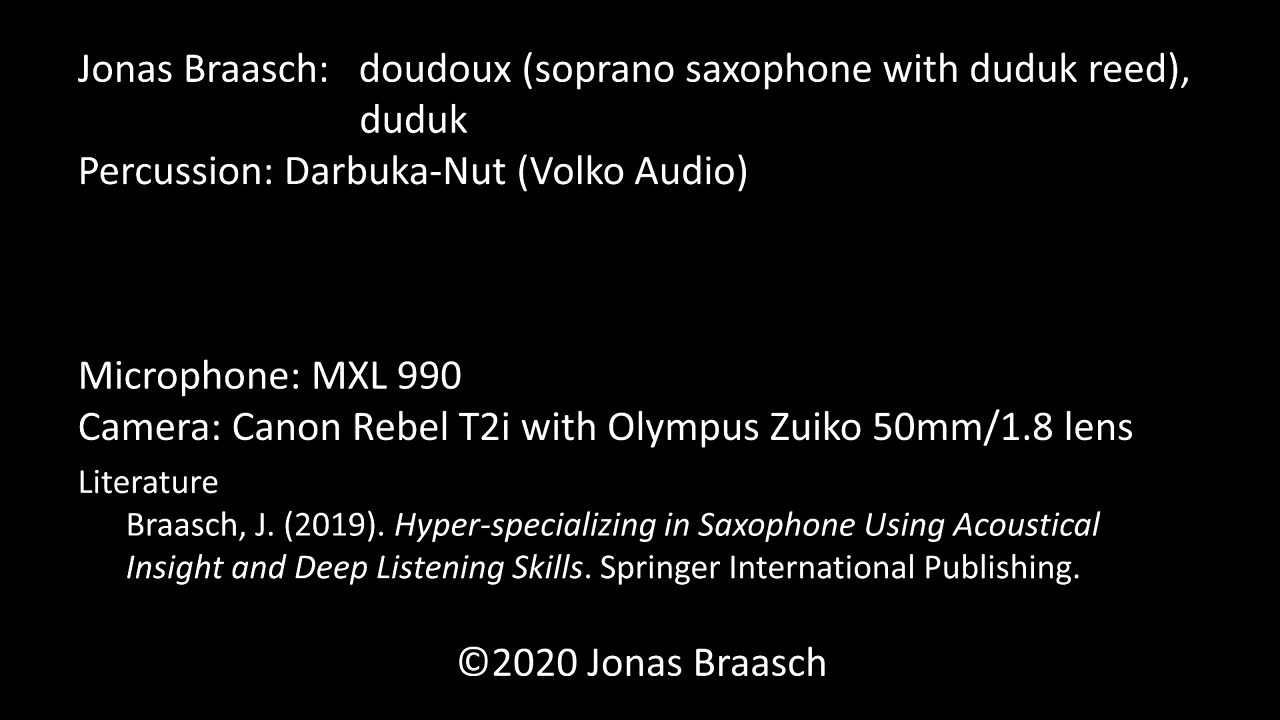 Jonas Braasch: doudoux (soprano saxophone with duduk reed),
duduk
Percussion: Darbuka-Nut (Volko Audio)
Microphone: MXL 990
Camera: Canon Rebel T2i with Olympus Zuiko 50mm/1.8 lens
Literature
Braasch, J. (2019). Hyper-specializing in Saxophone Using Acoustical
Insight and Deep Listening Skills. Springer International Publishing.
©2020 Jonas Braasch